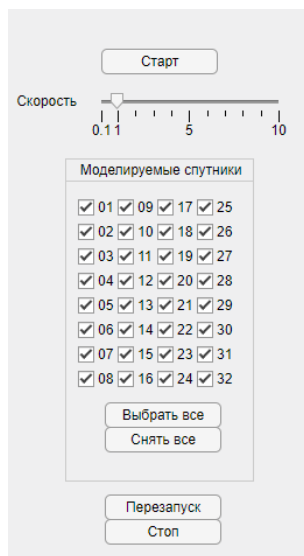 Старт
Скорость
0.1 1 5 10
Моделируемые спутники
01 09 17 25
02 10 18 26
03 11 19 27
04 12 20 28
05 13 21 29
06 14 22 30
07 15 23 31
08 16 24 32
Выбрать все
Снять все
Перезапуск
Стоп